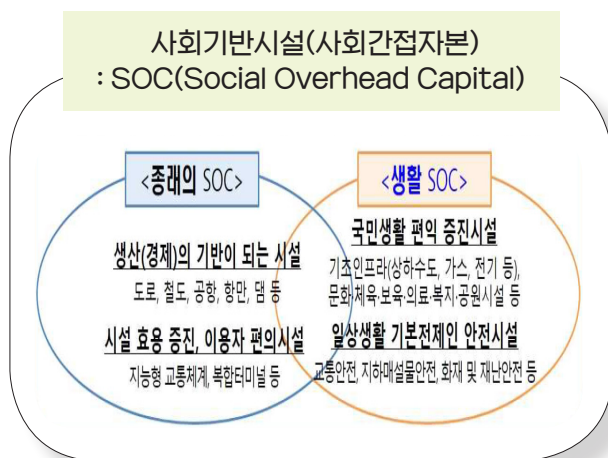 사회기반시설(사회간접자본)
: SOC(Social Overhead Capital)
<종래의 SOC>
생산(경제)의 기반이 되는 시설
도로, 철도, 공항, 항만, 댐 등
시설 효용 증진, 이용자 편의시설
지능형 교통체계, 복합터미널 등
<생활 SOC>
국민생활 편익 증진시설
기초인프라(상하수도, 가스, 전기 등),
문화·체육·보육·의료·복지·공원시설 등
일상생활 기본전제인 안전시설
교통안전, 지하매설물안전, 화재 및 재난안전 등